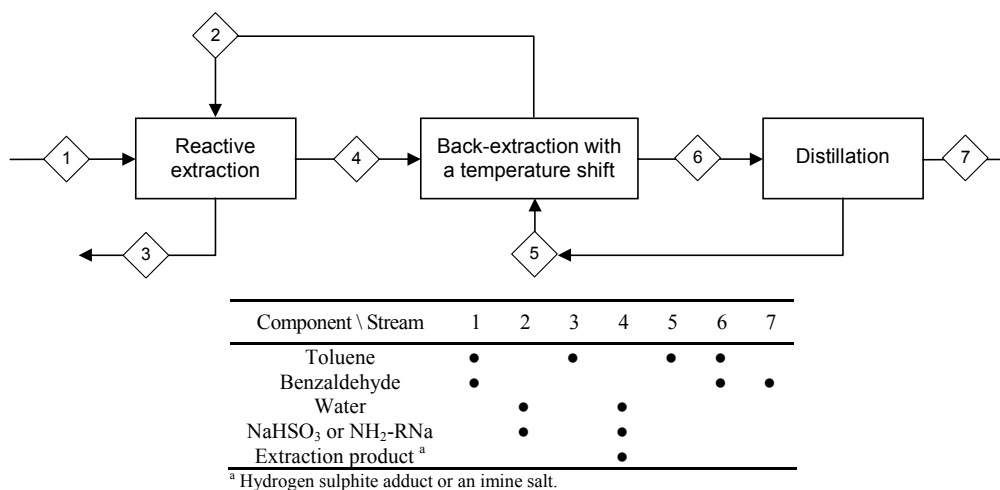 2
1
Reactive
extraction
4
Back-extraction with
a temperature shift
6
Distillation
7
3
5
Component \ Stream 1 2 3 4 5 6 7
Toluene ● ● ● ●
Benzaldehyde ● ● ●
Water ● ●
NaHSO₃ or NH₂-RNa ● ●
Extraction product ᵃ ●
ᵃ Hydrogen sulphite adduct or an imine salt.